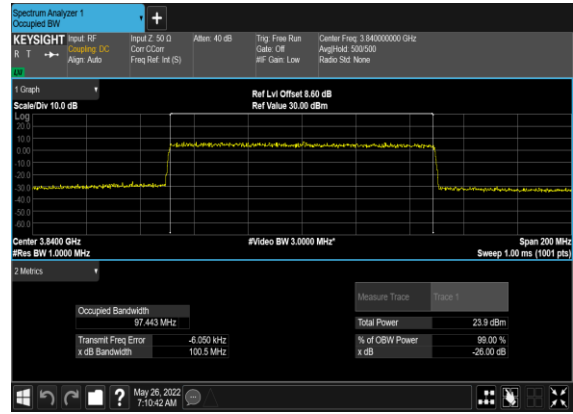 Spectrum Analyzer 1
Occupied BW
+
KEYSIGHT Input: RF Input Z: 50 Ω Atten: 40 dB Trig: Free Run Center Freq: 3.840000000 GHz
R T Coupling: DC Corr CCorr Gate: Off Avg|Hold: 500/500
Align: Auto Freq Ref: Int (S) #IF Gain: Low Radio Std: None
LW
1 Graph
Ref Lvl Offset 8.60 dB
Scale/Div 10.0 dB Ref Value 30.00 dBm
Log
20.0
10.0
0.00
-10.0
-20.0
-30.0
-40.0
-50.0
-60.0
Center 3.8400 GHz #Video BW 3.0000 MHz* Span 200 MHz
#Res BW 1.0000 MHz Sweep 1.00 ms (1001 pts)
2 Metrics
Measure Trace Trace 1
Occupied Bandwidth
97.443 MHz Total Power 23.9 dBm
Transmit Freq Error -6.050 kHz % of OBW Power 99.00 %
x dB Bandwidth 100.5 MHz x dB -26.00 dB
? May 26, 2022
7:10:42 AM